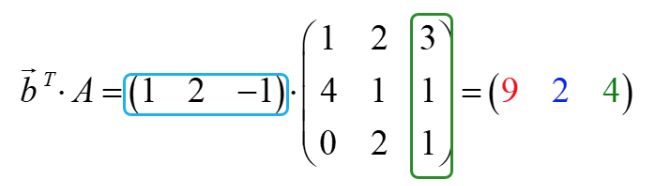 b⃗ᵀ · A = (1 2 −1) · (1 2 3
4 1 1
0 2 1) = (9 2 4)